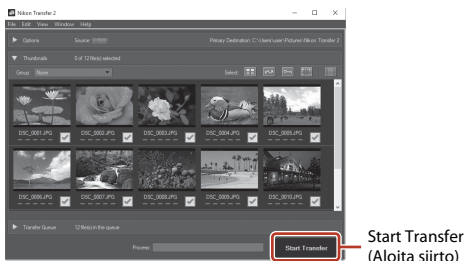 Nikon Transfer 2
File Edit View Window Help
Options Source: Primary Destination: C:\Users\user\Pictures\Nikon Transfer 2
Thumbnails 0 of 12 file(s) selected
Group: None Select:
DSC_0001.JPG DSC_0002.JPG DSC_0003.JPG DSC_0004.JPG DSC_0005.JPG
DSC_0006.JPG DSC_0007.JPG DSC_0008.JPG DSC_0009.JPG DSC_0010.JPG
Transfer Queue 12 file(s) in the queue
Process: Start Transfer
Start Transfer
(Aloita siirto)